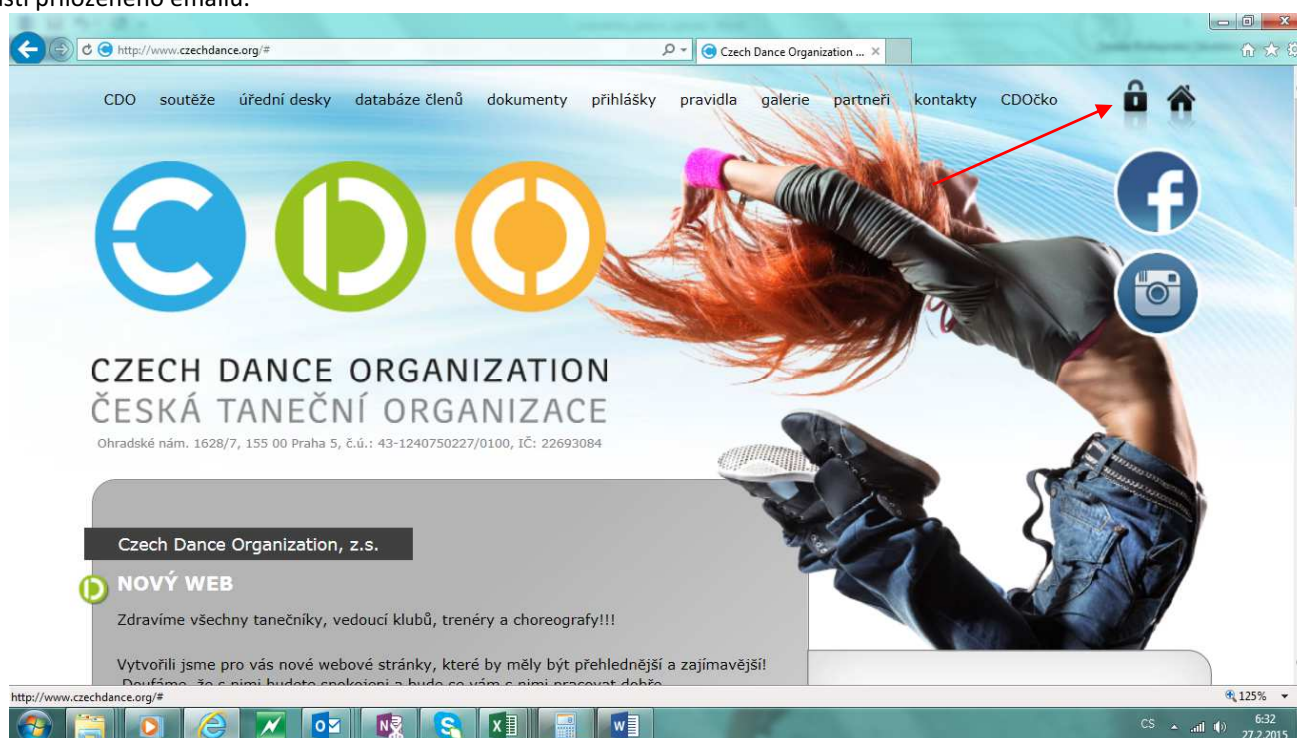 http://www.czechdance.org/#
Czech Dance Organization ...
CDO soutěže úřední desky databáze členů dokumenty přihlášky pravidla galerie partneři kontakty CDOčko
CZECH DANCE ORGANIZATION
ČESKÁ TANEČNÍ ORGANIZACE
Ohradské nám. 1628/7, 155 00 Praha 5, č.ú.: 43-1240750227/0100, IČ: 22693084
Czech Dance Organization, z.s.
NOVÝ WEB
Zdravíme všechny tanečníky, vedoucí klubů, trenéry a choreografy!!!
Vytvořili jsme pro vás nové webové stránky, které by měly být přehlednější a zajímavější!
http://www.czechdance.org/#
125%
CS
6:32
27.2.2015